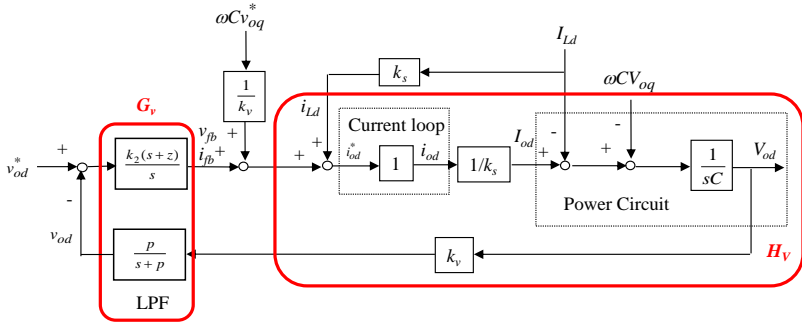 ωCv*oq
I_Ld
k_s
ωCV_oq
G_v
1/k_v
i_Ld
Current loop
v_fb
+
+
I_od
-
-
+
v*od
k₂(s+z)/s
i_fb
+
+
i*od
1
i_od
1/k_s
+
+
1/sC
V_od
-
Power Circuit
v_od
p/(s+p)
k_v
H_V
LPF